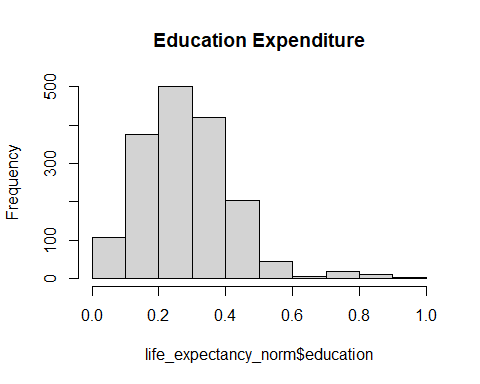 Education Expenditure
Frequency
500
300
100
0
0.0 0.2 0.4 0.6 0.8 1.0
life_expectancy_norm$education